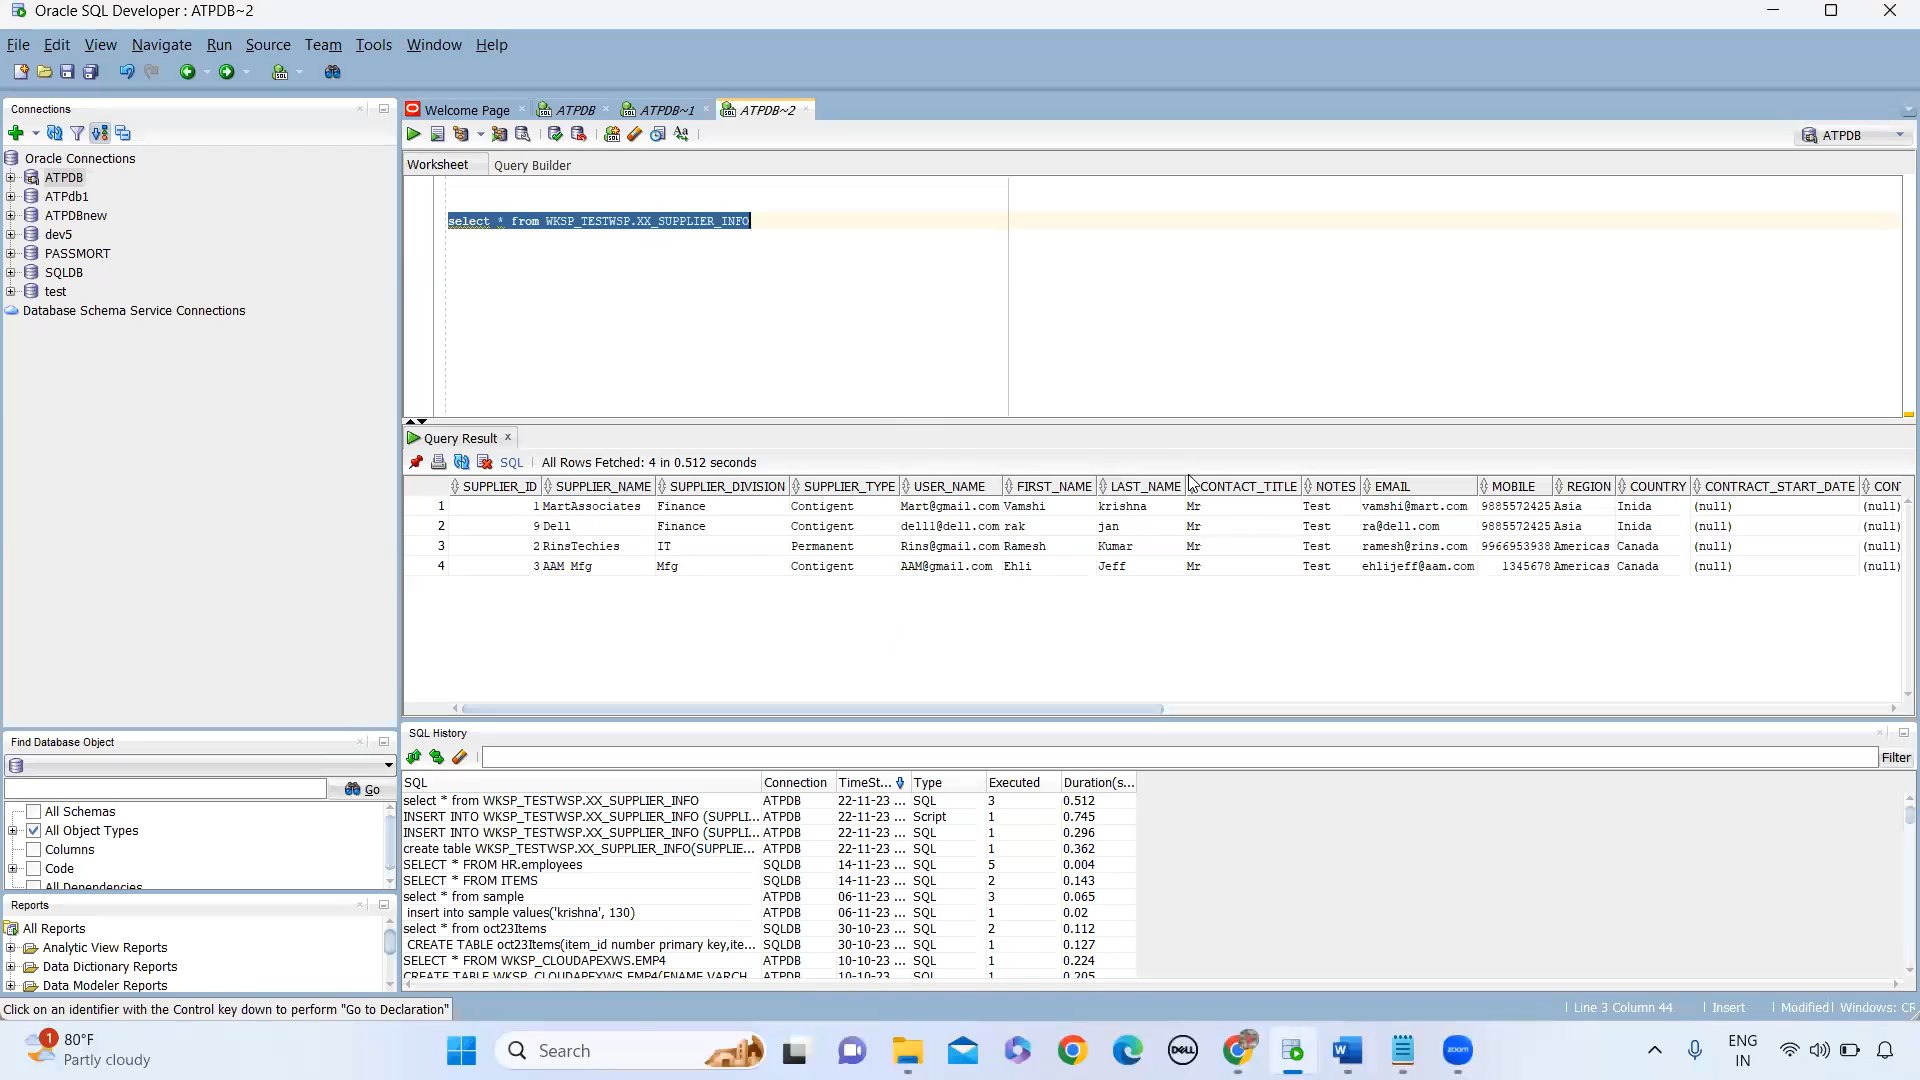 Oracle SQL Developer : ATPDB~2
File Edit View Navigate Run Source Team Tools Window Help
Connections
Oracle Connections
ATPDB
ATPdb1
ATPDBnew
dev5
PASSMORT
SQLDB
test
Database Schema Service Connections
Welcome Page ATPDB ATPDB~1 ATPDB~2
ATPDB
Worksheet Query Builder
select * from WKSP_TESTWSP.XX_SUPPLIER_INFO
Query Result
SQL All Rows Fetched: 4 in 0.512 seconds
SUPPLIER_ID SUPPLIER_NAME SUPPLIER_DIVISION SUPPLIER_TYPE USER_NAME FIRST_NAME LAST_NAME CONTACT_TITLE NOTES EMAIL MOBILE REGION COUNTRY CONTRACT_START_DATE CON
1 1 MartAssociates Finance Contigent Mart@gmail.com Vamshi krishna Mr Test vamshi@mart.com 9885572425 Asia Inida (null) (null)
2 9 Dell Finance Contigent delll@dell.com rak jan Mr Test ra@dell.com 9885572425 Asia Inida (null) (null)
3 2 RinsTechies IT Permanent Rins@gmail.com Ramesh Kumar Mr Test ramesh@rins.com 9966953938 Americas Canada (null) (null)
4 3 AAM Mfg Mfg Contigent AAM@gmail.com Ehli Jeff Mr Test ehlijeff@aam.com 1345678 Americas Canada (null) (null)
SQL History
Filter
SQL Connection TimeSt... Type Executed Duration(s...
select * from WKSP_TESTWSP.XX_SUPPLIER_INFO ATPDB 22-11-23 ... SQL 3 0.512
INSERT INTO WKSP_TESTWSP.XX_SUPPLIER_INFO (SUPPLI... ATPDB 22-11-23 ... Script 1 0.745
INSERT INTO WKSP_TESTWSP.XX_SUPPLIER_INFO (SUPPLI... ATPDB 22-11-23 ... SQL 1 0.296
create table WKSP_TESTWSP.XX_SUPPLIER_INFO(SUPPLIE... ATPDB 22-11-23 ... SQL 1 0.362
SELECT * FROM HR.employees SQLDB 14-11-23 ... SQL 5 0.004
SELECT * FROM ITEMS SQLDB 14-11-23 ... SQL 2 0.143
select * from sample ATPDB 06-11-23 ... SQL 3 0.065
insert into sample values('krishna', 130) ATPDB 06-11-23 ... SQL 1 0.02
select * from oct23Items SQLDB 30-10-23 ... SQL 2 0.112
CREATE TABLE oct23Items(item_id number primary key,ite... SQLDB 30-10-23 ... SQL 1 0.127
SELECT * FROM WKSP_CLOUDAPEXWS.EMP4 ATPDB 10-10-23 ... SQL 1 0.224
CREATE TABLE WKSP_CLOUDAPEXWS.EMP4(ENAME VARCH... ATPDB 10-10-23 ... SQL 1 0.205
Find Database Object
Go
All Schemas
All Object Types
Columns
Code
All Dependencies
Reports
All Reports
Analytic View Reports
Data Dictionary Reports
Data Modeler Reports
Click on an identifier with the Control key down to perform "Go to Declaration"
Line 3 Column 44 Insert Modified Windows: CR
1
80°F
Partly cloudy
Search
DELL
zoom
ENG
IN